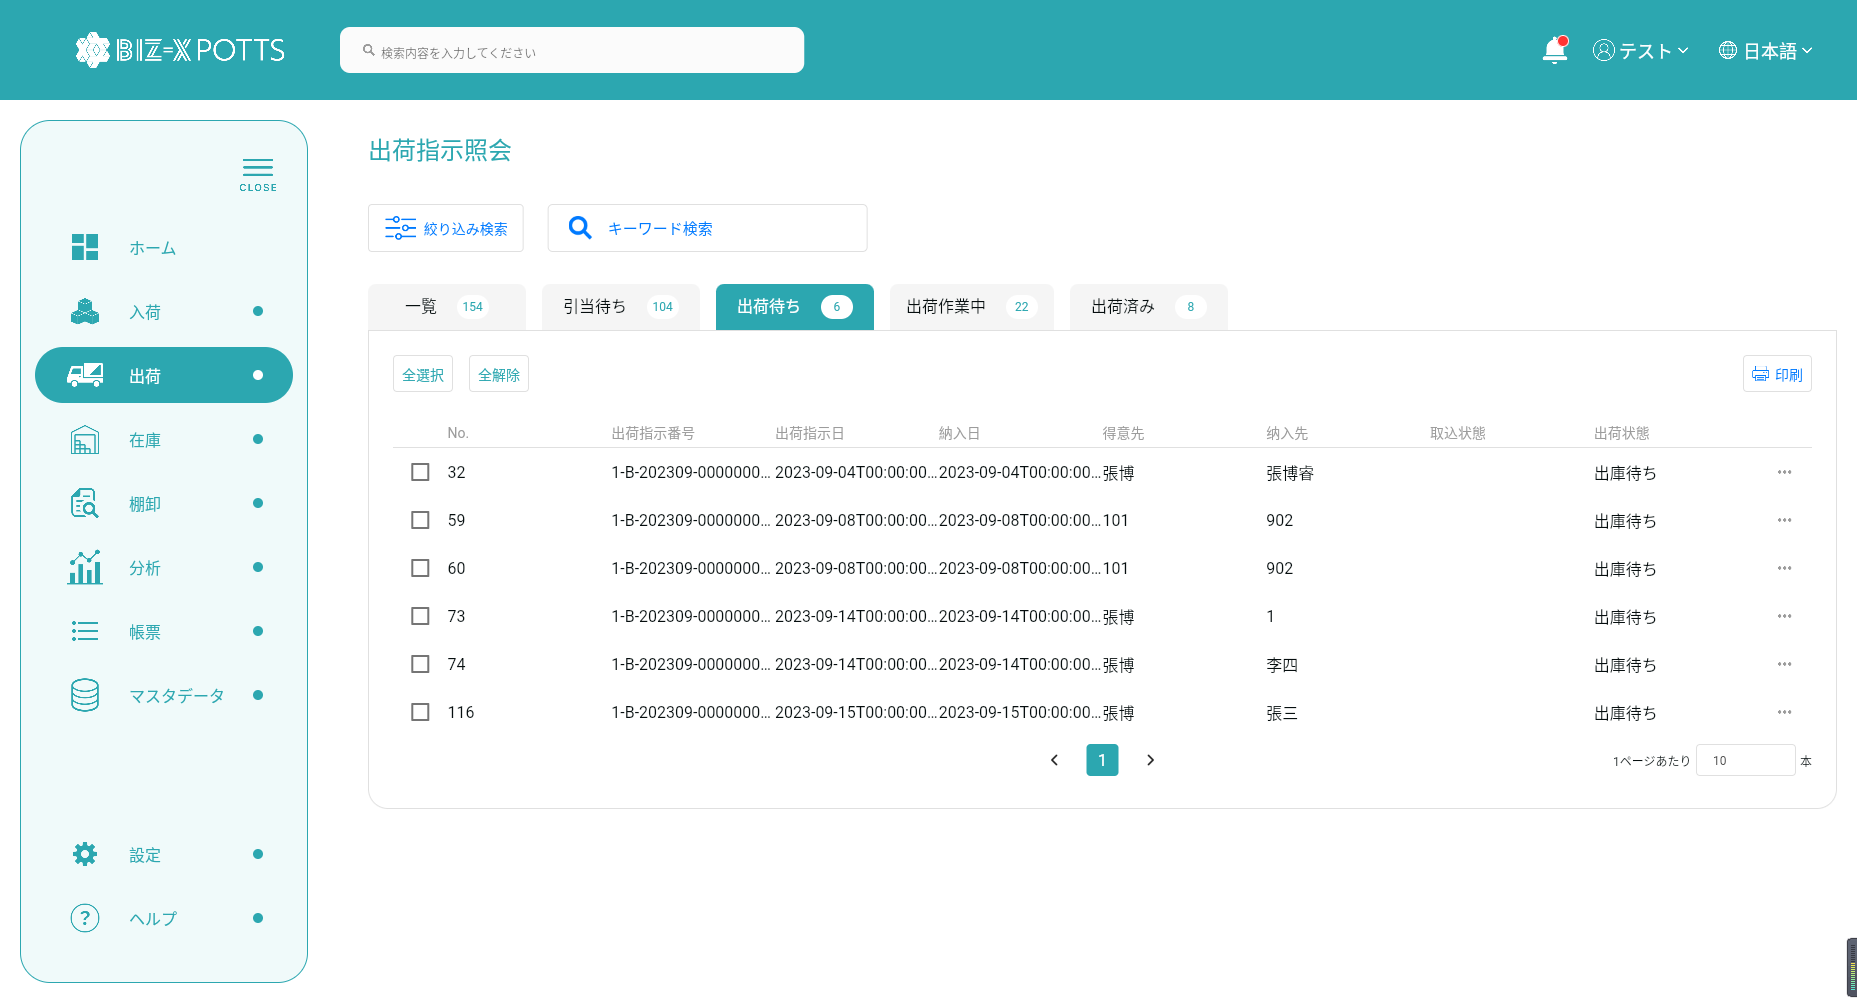 BIZ-X POTTS
検索内容を入力してください
テスト
日本語
CLOSE
ホーム
入荷
出荷
在庫
棚卸
分析
帳票
マスタデータ
設定
ヘルプ
出荷指示照会
絞り込み検索
キーワード検索
一覧 154
引当待ち 104
出荷待ち 6
出荷作業中 22
出荷済み 8
全選択
全解除
印刷
No. 出荷指示番号 出荷指示日 納入日 得意先 納入先 取込状態 出荷状態
32 1-B-202309-0000000... 2023-09-04T00:00:00... 2023-09-04T00:00:00... 張博 張博睿 出庫待ち
59 1-B-202309-0000000... 2023-09-08T00:00:00... 2023-09-08T00:00:00... 101 902 出庫待ち
60 1-B-202309-0000000... 2023-09-08T00:00:00... 2023-09-08T00:00:00... 101 902 出庫待ち
73 1-B-202309-0000000... 2023-09-14T00:00:00... 2023-09-14T00:00:00... 張博 1 出庫待ち
74 1-B-202309-0000000... 2023-09-14T00:00:00... 2023-09-14T00:00:00... 張博 李四 出庫待ち
116 1-B-202309-0000000... 2023-09-15T00:00:00... 2023-09-15T00:00:00... 張博 張三 出庫待ち
1
1ページあたり 10 本